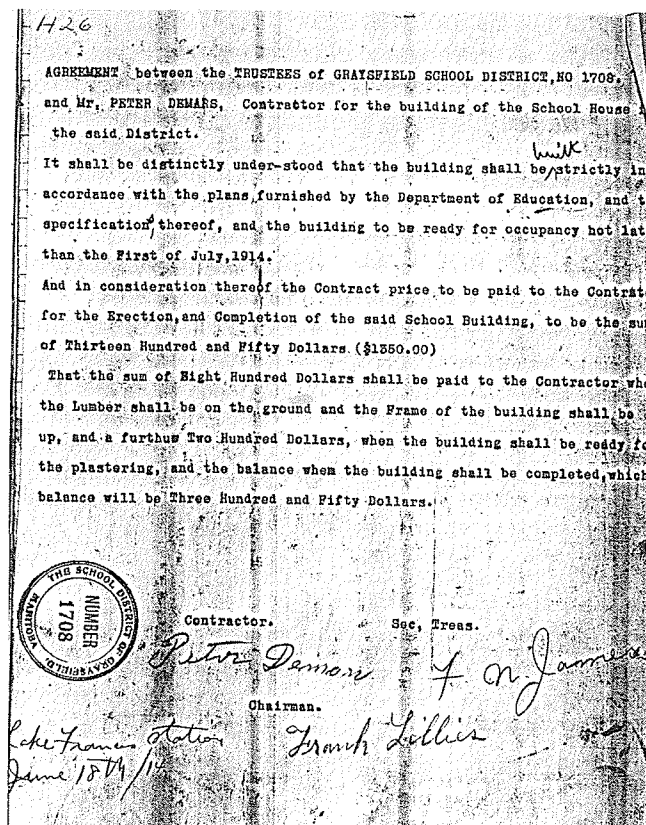 H26
AGREEMENT between the TRUSTEES of GRAYSFIELD SCHOOL DISTRICT,NO 1708.
and Mr, PETER DEMARS, Contrattor for the building of the School House
the said District.
built
It shall be distinctly under-stood that the building shall be strictly in
accordance with the plans,furnished by the Department of Education, and
specifications thereof, and the building to be ready for occupancy hot
than the First of July,1914.
And in consideration thereof the Contract price to be paid to the
for the Erection,and Completion of the said School Building, to be the
of Thirteen Hundred and Fifty Dollars ($1350.00)
That the sum of Eight Hundred Dollars shall be paid to the Contractor
the Lumber shall be on the ground and the Frame of the building shall be
up, and a further Two Hundred Dollars, when the building shall be ready
the plastering, and the balance when the building shall be completed,which
balance will be Three Hundred and Fifty Dollars.
THE SCHOOL DISTRICT OF GRAYSFIELD. MANITOBA
NUMBER
1708
Contractor. Sec, Treas.
Peter F N James
Chairman.
Frank Lillies
Lake Francis Station
June 18th/14